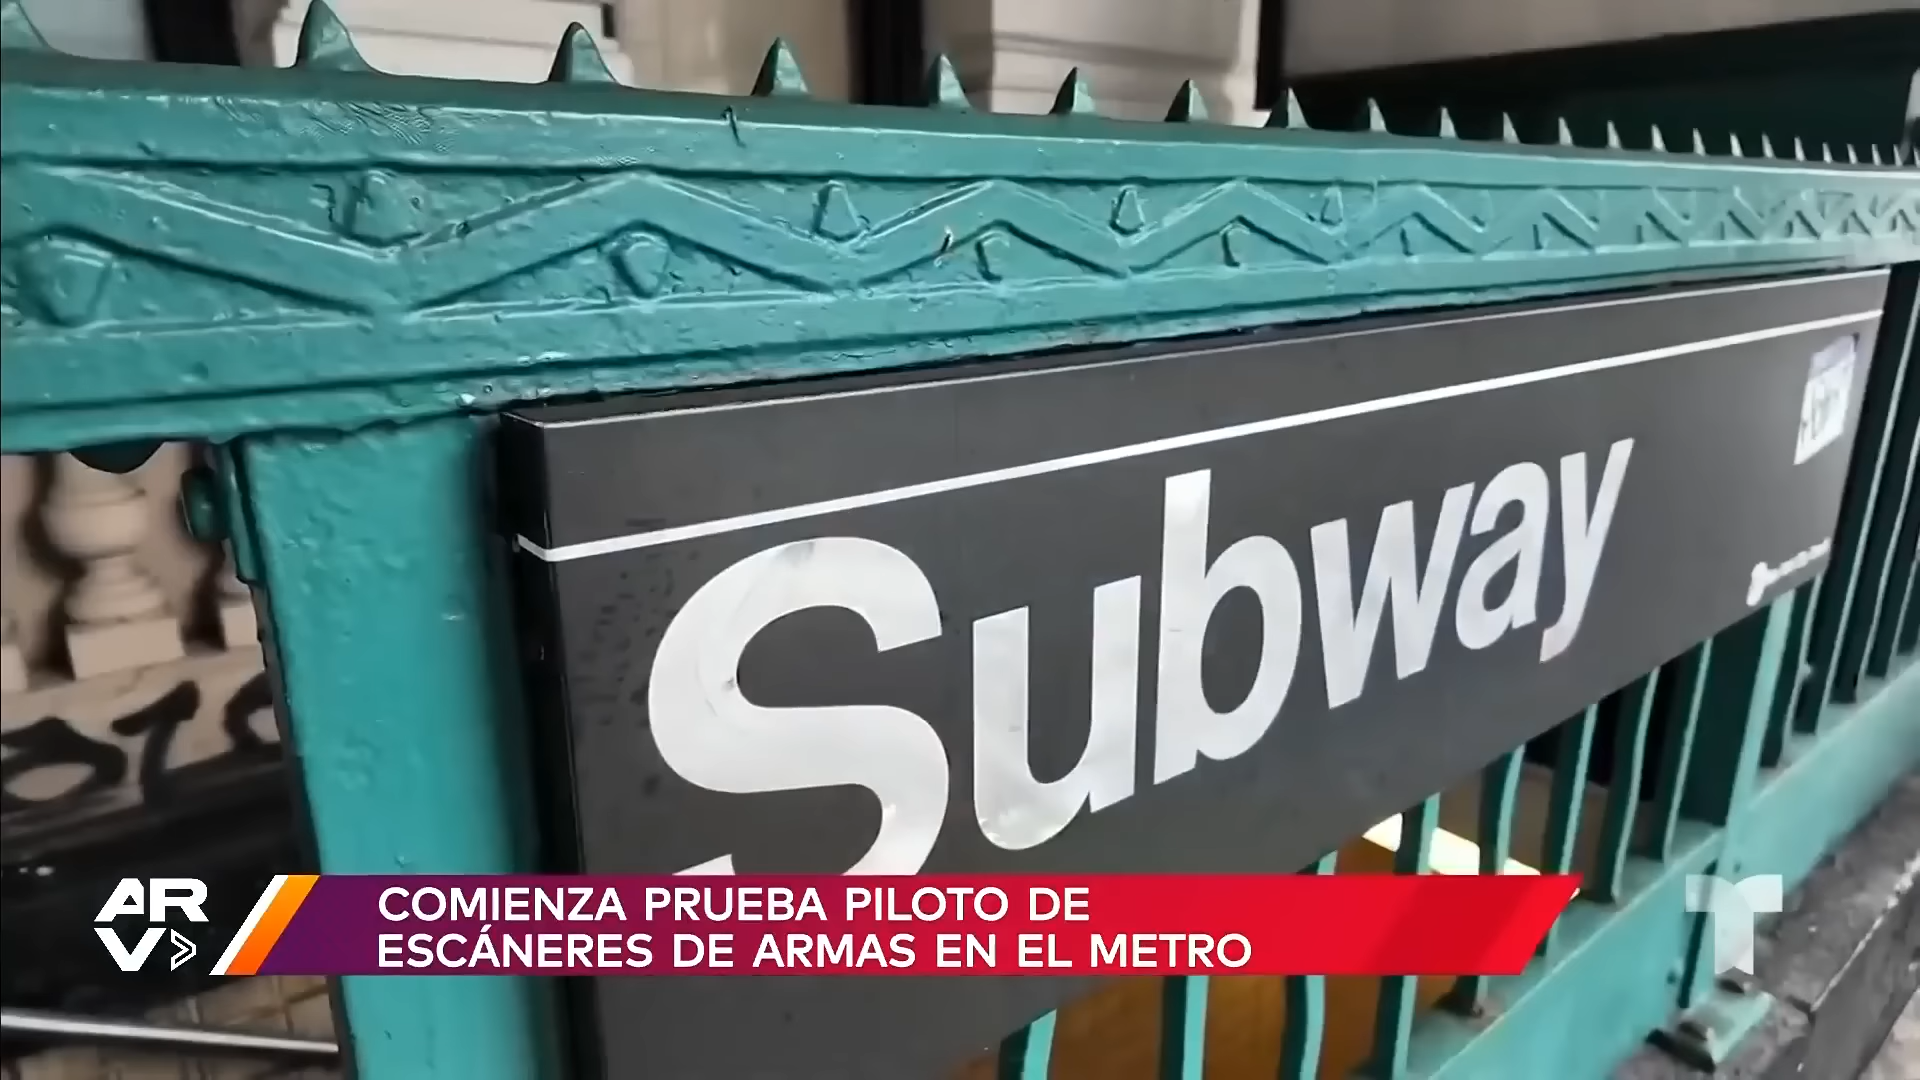 Subway
ARV
COMIENZA PRUEBA PILOTO DE
ESCÁNERES DE ARMAS EN EL METRO
T